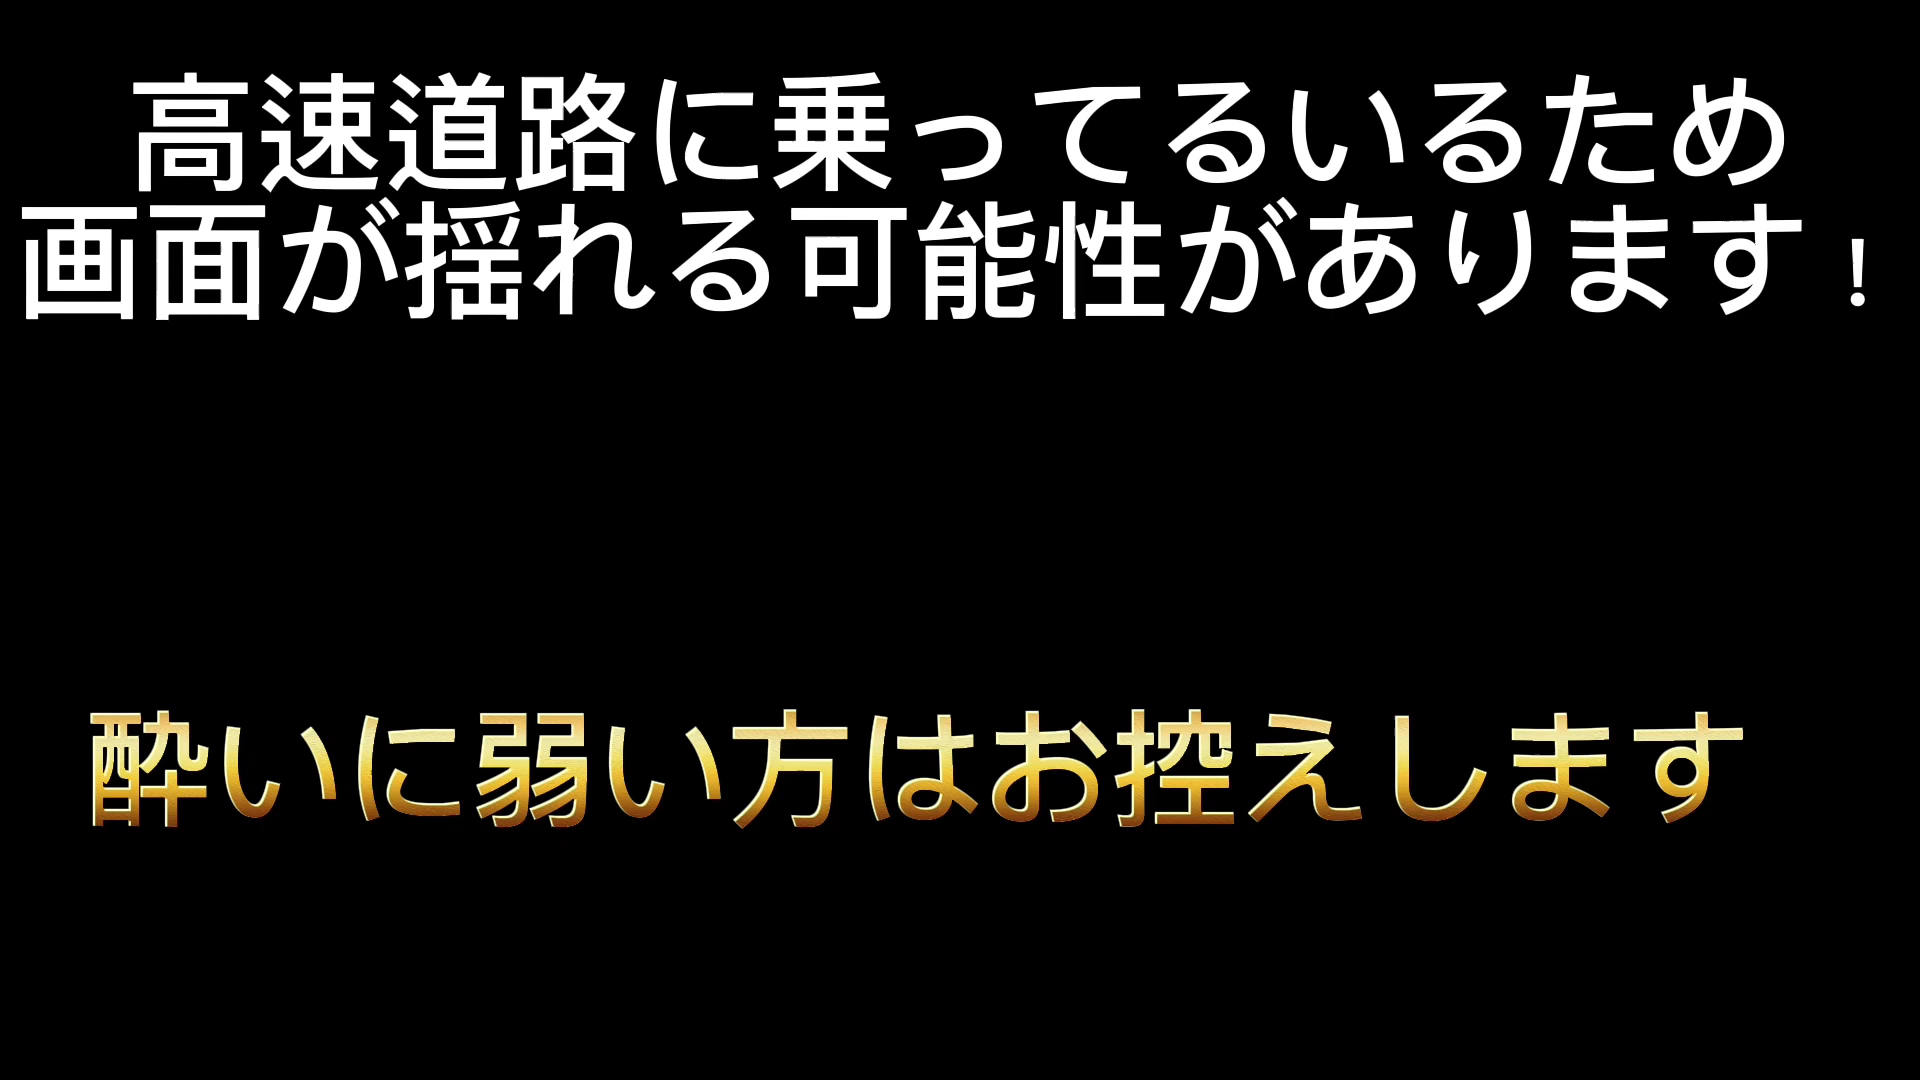 高速道路に乗ってるいるため
画面が揺れる可能性があります！
酔いに弱い方はお控えします